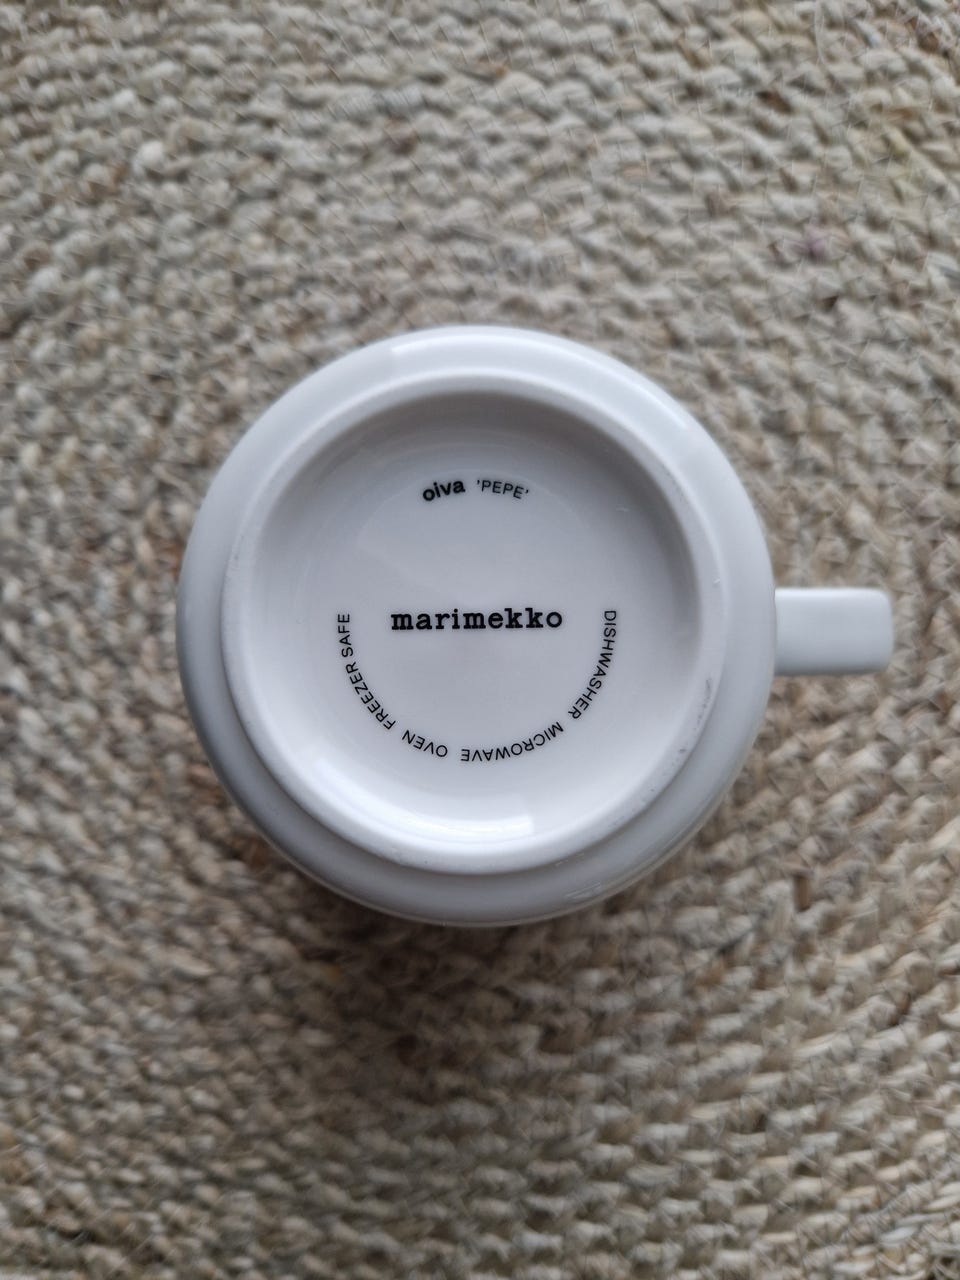 oiva 'PEPE'
marimekko
DISHWASHER MICROWAVE OVEN FREEZER SAFE